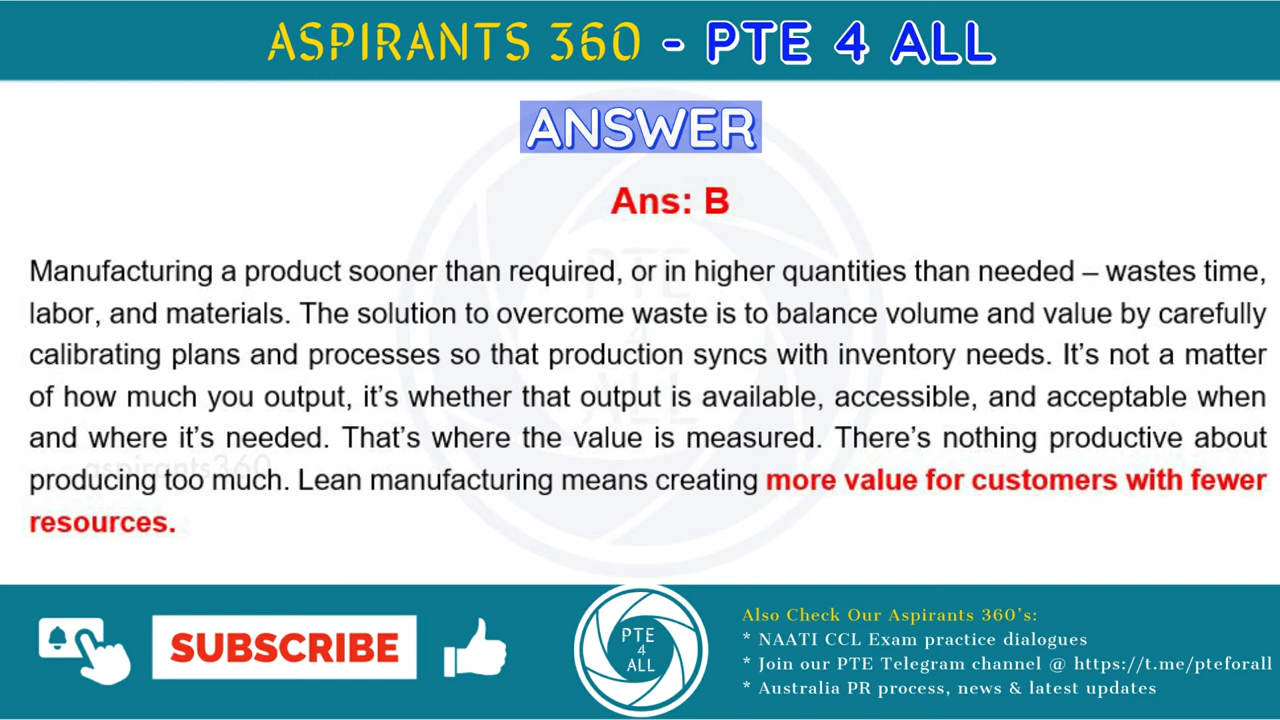 ASPIRANTS 360 - PTE 4 ALL
ANSWER
Ans: B
Manufacturing a product sooner than required, or in higher quantities than needed – wastes time,
labor, and materials. The solution to overcome waste is to balance volume and value by carefully
calibrating plans and processes so that production syncs with inventory needs. It's not a matter
of how much you output, it's whether that output is available, accessible, and acceptable when
and where it's needed. That's where the value is measured. There's nothing productive about
producing too much. Lean manufacturing means creating more value for customers with fewer
resources.
PTE
4
ALL
aspirants360
SUBSCRIBE
PTE
4
ALL
Also Check Our Aspirants 360's:
* NAATI CCL Exam practice dialogues
* Join our PTE Telegram channel @ https://t.me/pteforall
* Australia PR process, news & latest updates